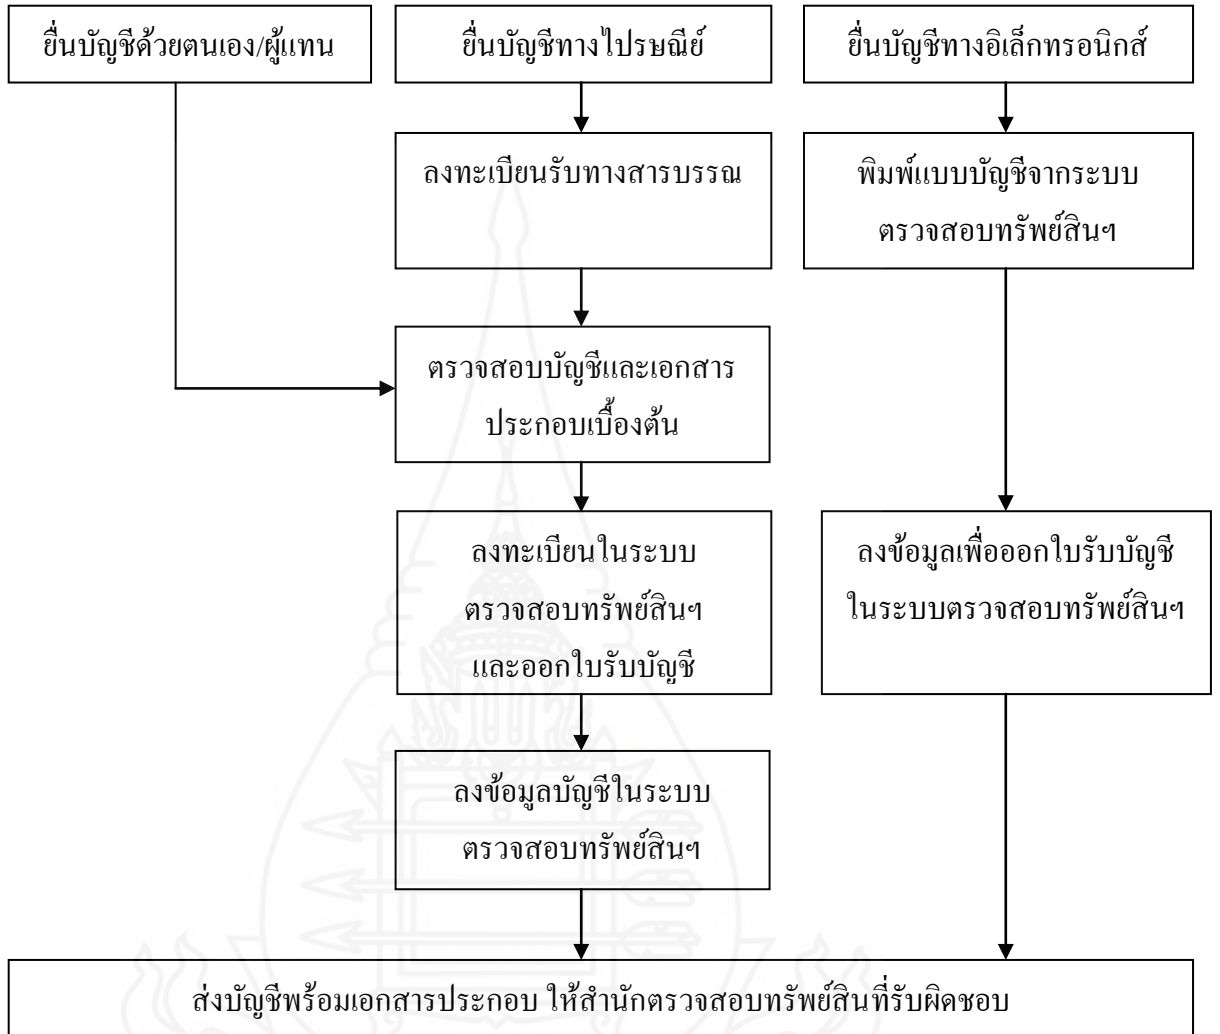 ยื่นบัญชีด้วยตนเอง/ผู้แทน
ยื่นบัญชีทางไปรษณีย์
ยื่นบัญชีทางอิเล็กทรอนิกส์
ลงทะเบียนรับทางสารบรรณ
พิมพ์แบบบัญชีจากระบบ
ตรวจสอบทรัพย์สินฯ
ตรวจสอบบัญชีและเอกสาร
ประกอบเบื้องต้น
ลงทะเบียนในระบบ
ตรวจสอบทรัพย์สินฯ
และออกใบรับบัญชี
ลงข้อมูลเพื่อออกใบรับบัญชี
ในระบบตรวจสอบทรัพย์สินฯ
ลงข้อมูลบัญชีในระบบ
ตรวจสอบทรัพย์สินฯ
ส่งบัญชีพร้อมเอกสารประกอบ ให้สำนักตรวจสอบทรัพย์สินที่รับผิดชอบ